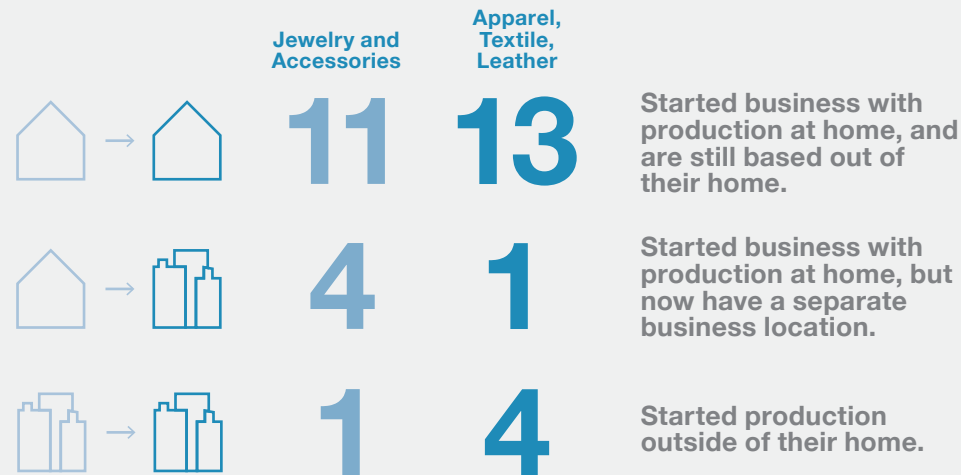 Jewelry and
Accessories
Apparel,
Textile,
Leather
11
13
Started business with
production at home, and
are still based out of
their home.
4
1
Started business with
production at home, but
now have a separate
business location.
1
4
Started production
outside of their home.